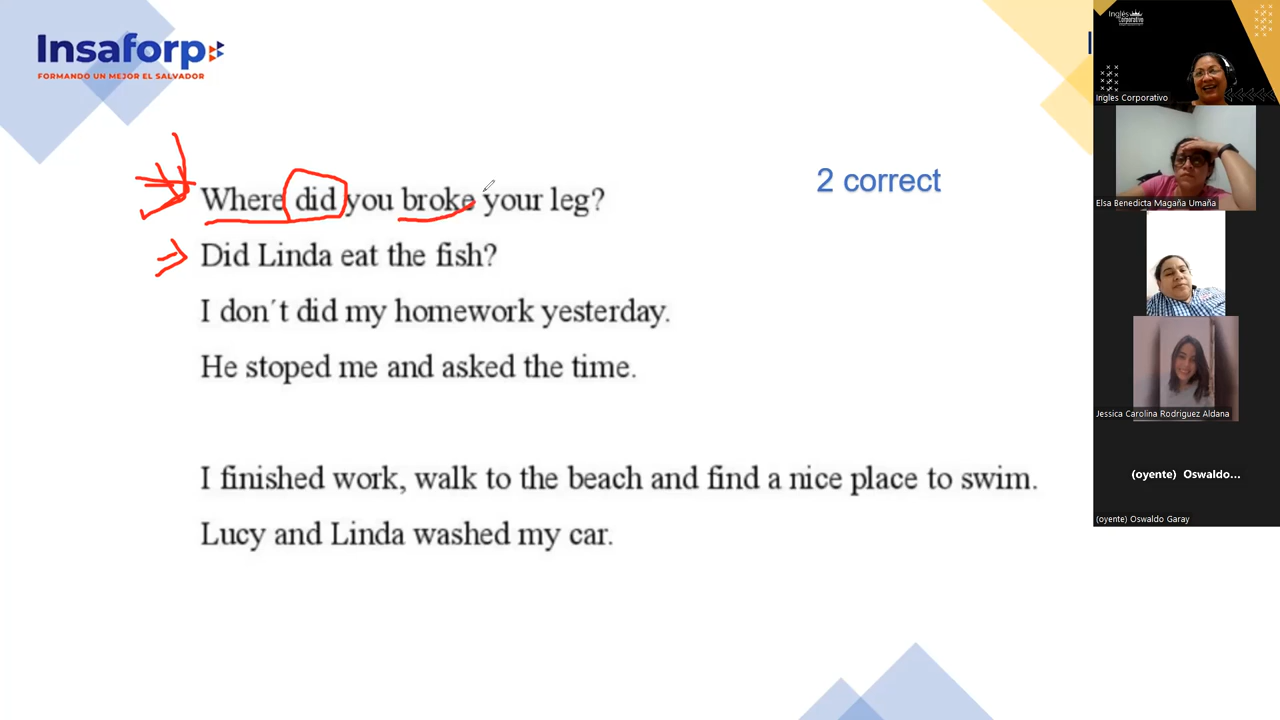 Insaforp
FORMANDO UN MEJOR EL SALVADOR
Where did you broke your leg?
2 correct
Did Linda eat the fish?
I don´t did my homework yesterday.
He stoped me and asked the time.
I finished work, walk to the beach and find a nice place to swim.
Lucy and Linda washed my car.
Inglés
Corporativo
Ingles Corporativo
Elsa Benedicta Magaña Umaña
Jessica Carolina Rodriguez Aldana
(oyente) Oswaldo...
(oyente) Oswaldo Garay